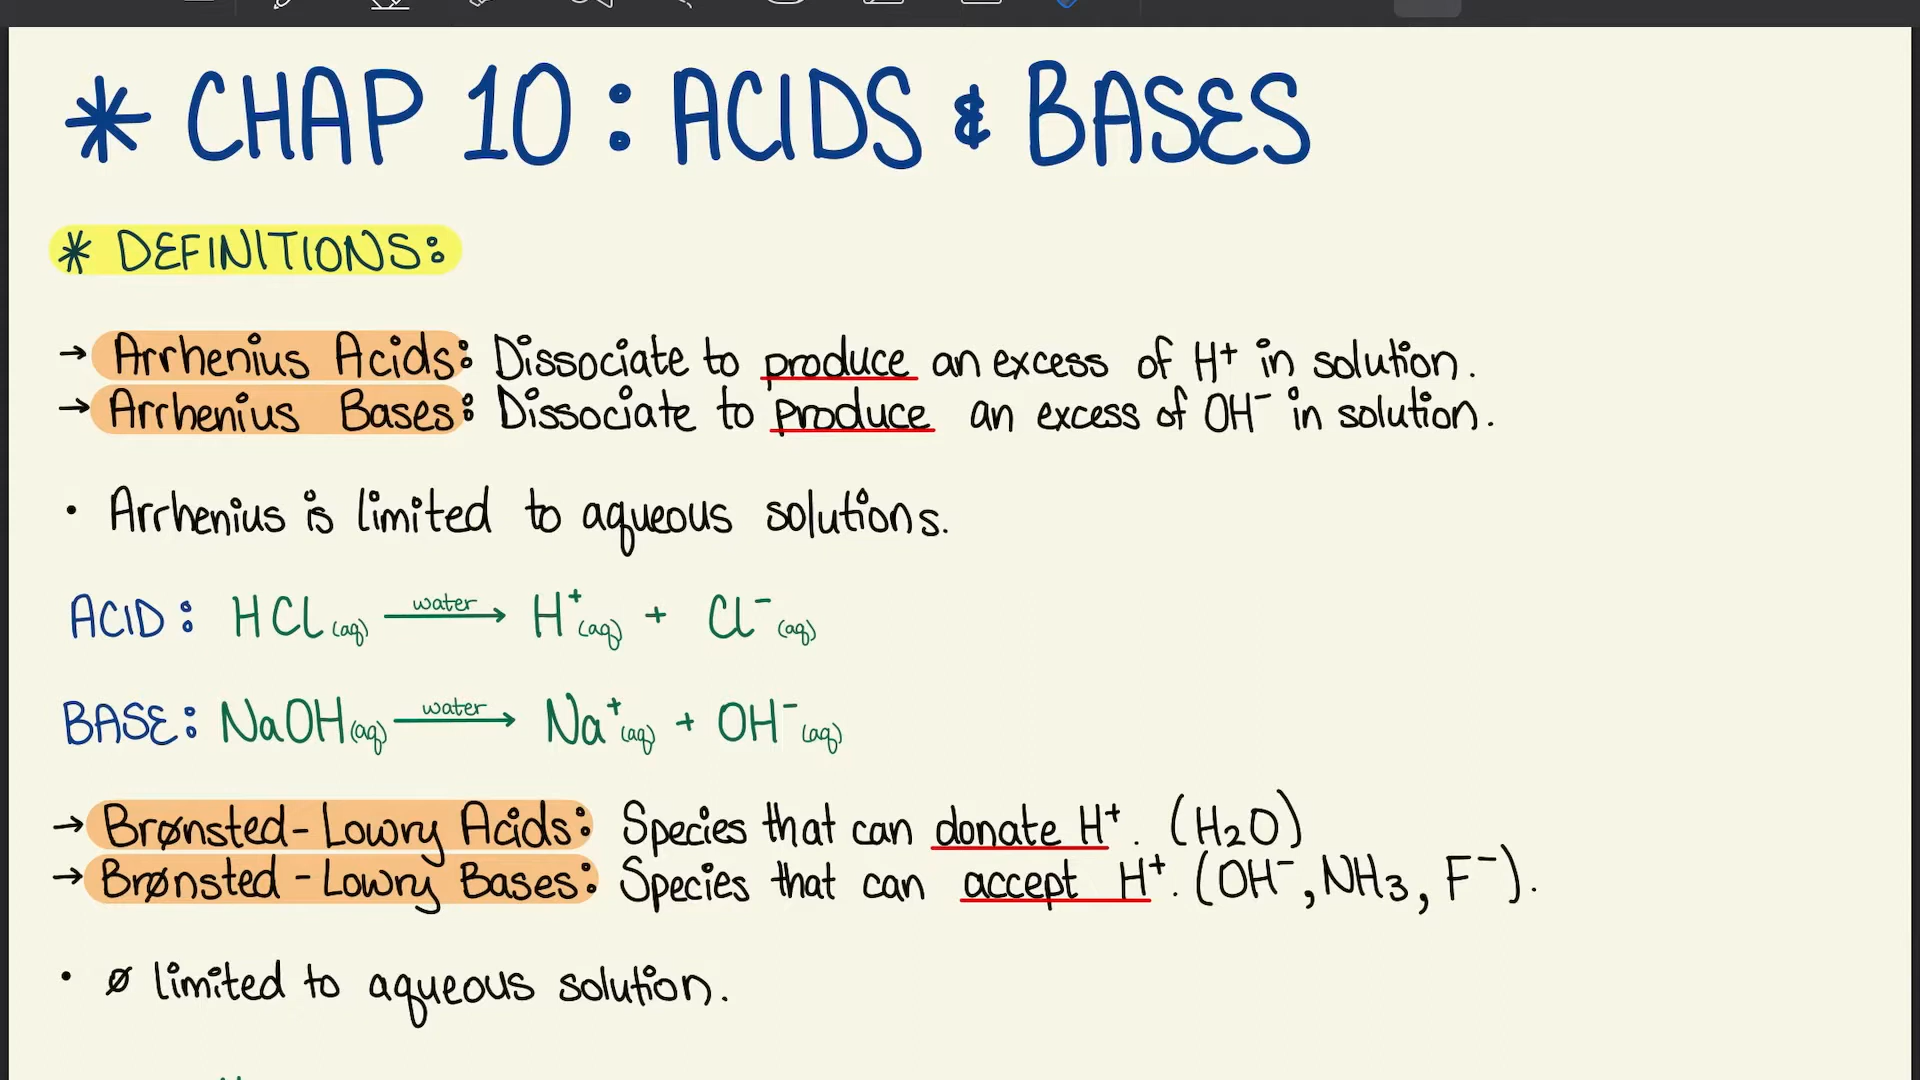 * CHAP 10 : ACIDS & BASES
* DEFINITIONS:
→ Arrhenius Acids: Dissociate to produce an excess of H⁺ in solution.
→ Arrhenius Bases: Dissociate to produce an excess of OH⁻ in solution.
• Arrhenius is limited to aqueous solutions.
ACID : HCl (aq) —water→ H⁺ (aq) + Cl⁻ (aq)
BASE : NaOH (aq) —water→ Na⁺ (aq) + OH⁻ (aq)
→ Brønsted-Lowry Acids: Species that can donate H⁺. (H₂O)
→ Brønsted-Lowry Bases: Species that can accept H⁺. (OH⁻, NH₃, F⁻).
• ø limited to aqueous solution.